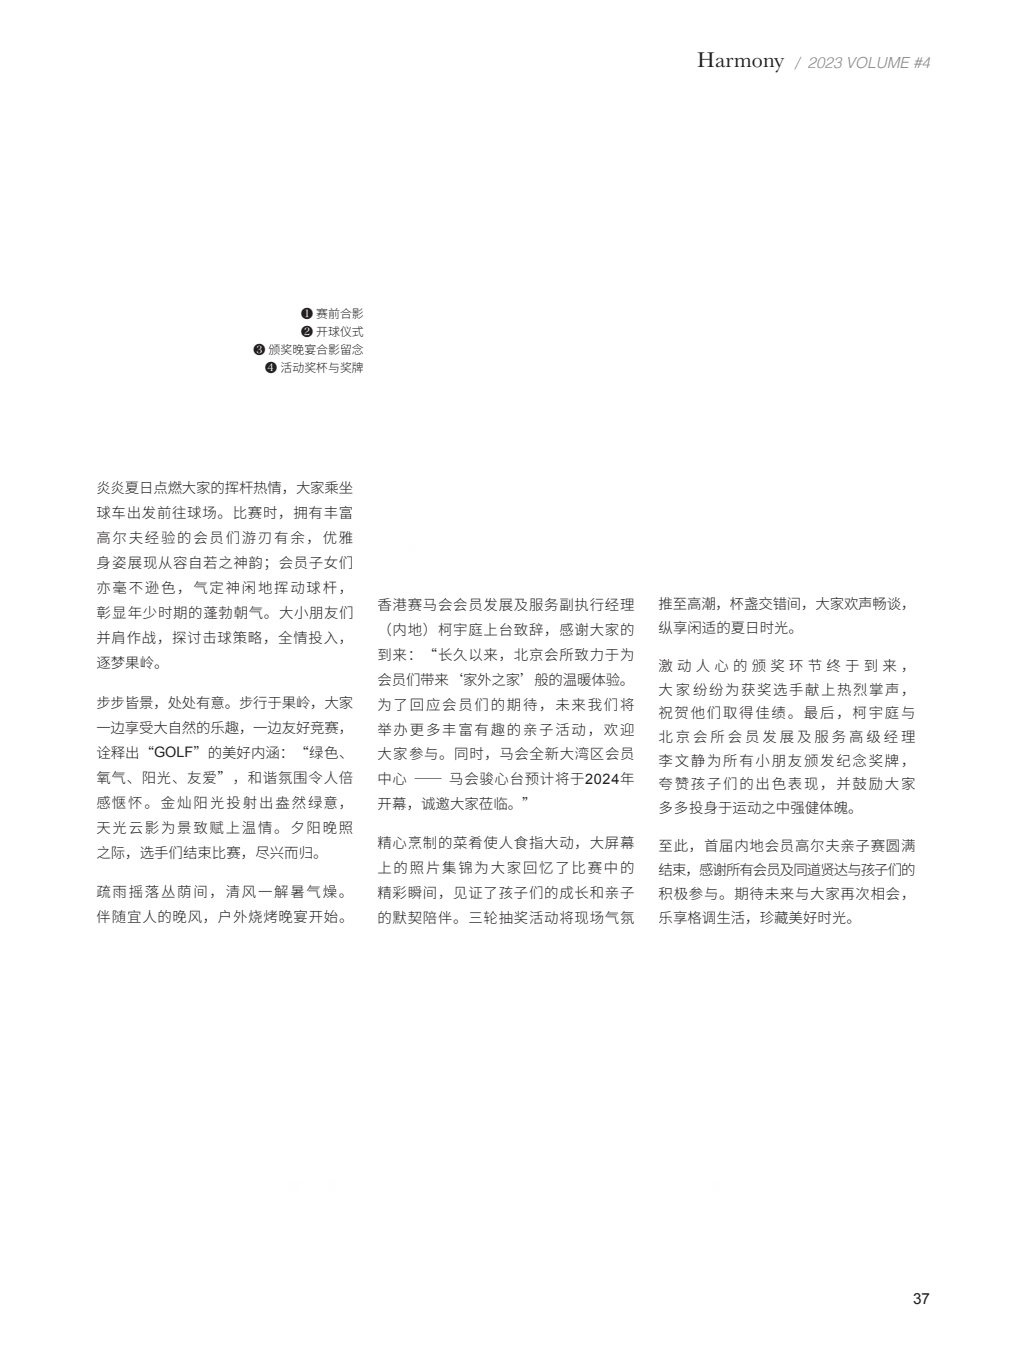 Harmony / 2023 VOLUME #4
❶ 赛前合影
❷ 开球仪式
❸ 颁奖晚宴合影留念
❹ 活动奖杯与奖牌
炎炎夏日点燃大家的挥杆热情，大家乘坐
球车出发前往球场。比赛时，拥有丰富
高尔夫经验的会员们游刃有余，优雅
身姿展现从容自若之神韵；会员子女们
亦毫不逊色，气定神闲地挥动球杆，
彰显年少时期的蓬勃朝气。大小朋友们
并肩作战，探讨击球策略，全情投入，
逐梦果岭。
步步皆景，处处有意。步行于果岭，大家
一边享受大自然的乐趣，一边友好竞赛，
诠释出“GOLF”的美好内涵：“绿色、
氧气、阳光、友爱”，和谐氛围令人倍
感惬怀。金灿阳光投射出盎然绿意，
天光云影为景致赋上温情。夕阳晚照
之际，选手们结束比赛，尽兴而归。
疏雨摇落丛荫间，清风一解暑气燥。
伴随宜人的晚风，户外烧烤晚宴开始。
香港赛马会会员发展及服务副执行经理
（内地）柯宇庭上台致辞，感谢大家的
到来：“长久以来，北京会所致力于为
会员们带来‘家外之家’般的温暖体验。
为了回应会员们的期待，未来我们将
举办更多丰富有趣的亲子活动，欢迎
大家参与。同时，马会全新大湾区会员
中心 —— 马会骏心台预计将于2024年
开幕，诚邀大家莅临。”
精心烹制的菜肴使人食指大动，大屏幕
上的照片集锦为大家回忆了比赛中的
精彩瞬间，见证了孩子们的成长和亲子
的默契陪伴。三轮抽奖活动将现场气氛
推至高潮，杯盏交错间，大家欢声畅谈，
纵享闲适的夏日时光。
激动人心的颁奖环节终于到来，
大家纷纷为获奖选手献上热烈掌声，
祝贺他们取得佳绩。最后，柯宇庭与
北京会所会员发展及服务高级经理
李文静为所有小朋友颁发纪念奖牌，
夸赞孩子们的出色表现，并鼓励大家
多多投身于运动之中强健体魄。
至此，首届内地会员高尔夫亲子赛圆满
结束，感谢所有会员及同道贤达与孩子们的
积极参与。期待未来与大家再次相会，
乐享格调生活，珍藏美好时光。
37